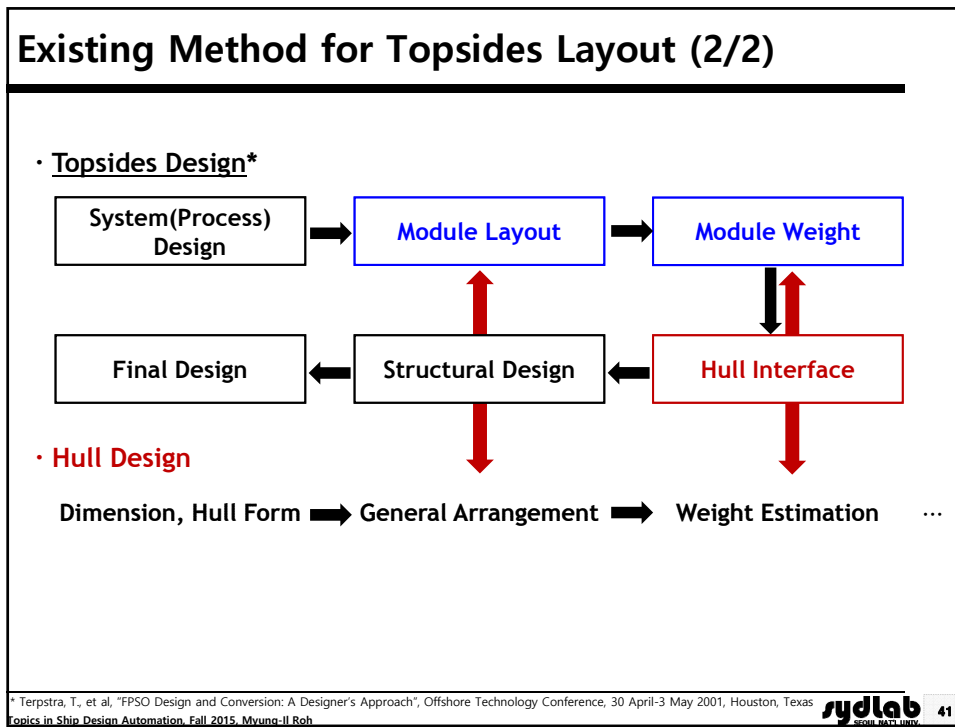 Existing Method for Topsides Layout (2/2)
· Topsides Design*
System(Process)
Design
Module Layout
Module Weight
Final Design
Structural Design
Hull Interface
· Hull Design
Dimension, Hull Form
General Arrangement
Weight Estimation
...
* Terpstra, T., et al, "FPSO Design and Conversion: A Designer's Approach", Offshore Technology Conference, 30 April-3 May 2001, Houston, Texas
Topics in Ship Design Automation, Fall 2015, Myung-Il Roh
sydlab
SEOUL NAT'L UNIV.
41